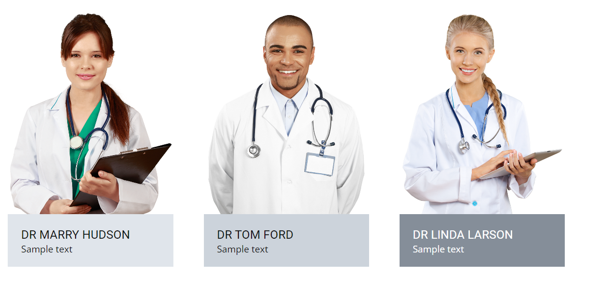 DR MARRY HUDSON
Sample text
DR TOM FORD
Sample text
DR LINDA LARSON
Sample text